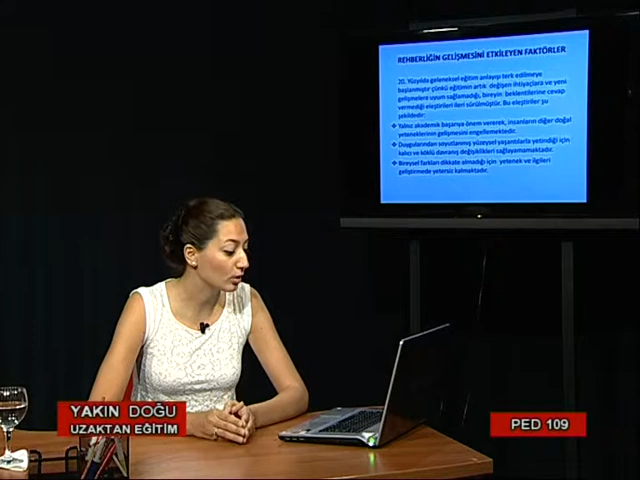 REHBERLİĞİN GELİŞMESİNİ ETKİLEYEN FAKTÖRLER
20. Yüzyılda geleneksel eğitim anlayışı terk edilmeye
başlanmıştır çünkü eğitimin artık değişen ihtiyaçlara ve yeni
gelişmelere uyum sağlamadığı, bireyin beklentilerine cevap
vermediği eleştirileri ileri sürülmüştür. Bu eleştiriler şu
şekildedir:
Yalnız akademik başarıya önem vererek, insanların diğer doğal
yeteneklerinin gelişmesini engellemektedir.
Duygularından soyutlanmış yüzeysel yaşantılarla yetindiği için
kalıcı ve köklü davranış değişiklikleri sağlayamamaktadır.
Bireysel farkları dikkate almadığı için yetenek ve ilgileri
geliştirmede yetersiz kalmaktadır.
YAKIN DOĞU
UZAKTAN EĞİTİM
PED 109